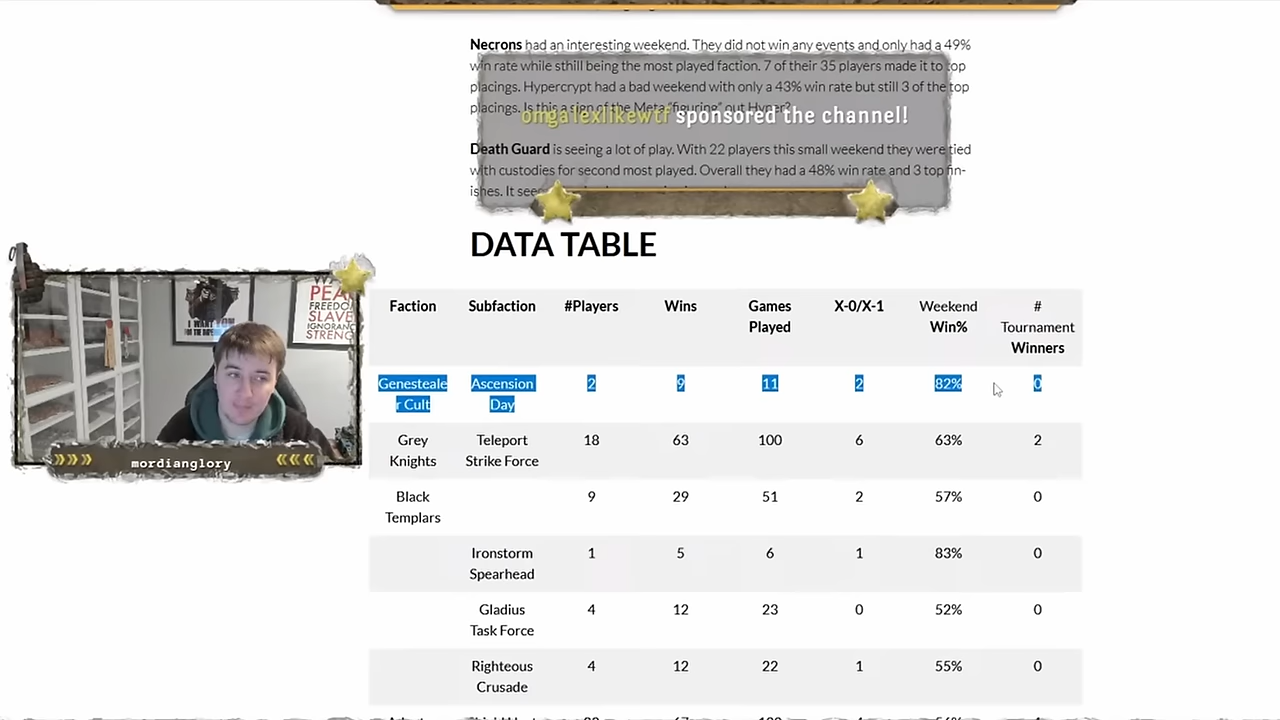 Necrons had an interesting weekend. They did not win any events and only had a 49%
win rate while sthill being the most played faction. 7 of their 35 players made it to top
placings. Hypercrypt had a bad weekend with only a 43% win rate but still 3 of the top
placings. Is this a sign of the Meta "figuring" out Hyper?
omgalexlikewtf sponsored the channel!
Death Guard is seeing a lot of play. With 22 players this small weekend they were tied
with custodies for second most played. Overall they had a 48% win rate and 3 top fin-
ishes. It
DATA TABLE
Faction Subfaction #Players Wins Games Played X-0/X-1 Weekend Win% # Tournament Winners
Genesteale r Cult Ascension Day 2 9 11 2 82% 0
Grey Knights Teleport Strike Force 18 63 100 6 63% 2
Black Templars 9 29 51 2 57% 0
Ironstorm Spearhead 1 5 6 1 83% 0
Gladius Task Force 4 12 23 0 52% 0
Righteous Crusade 4 12 22 1 55% 0
FREEDO
SLAVE
IGNORANC
STRENG
mordianglory